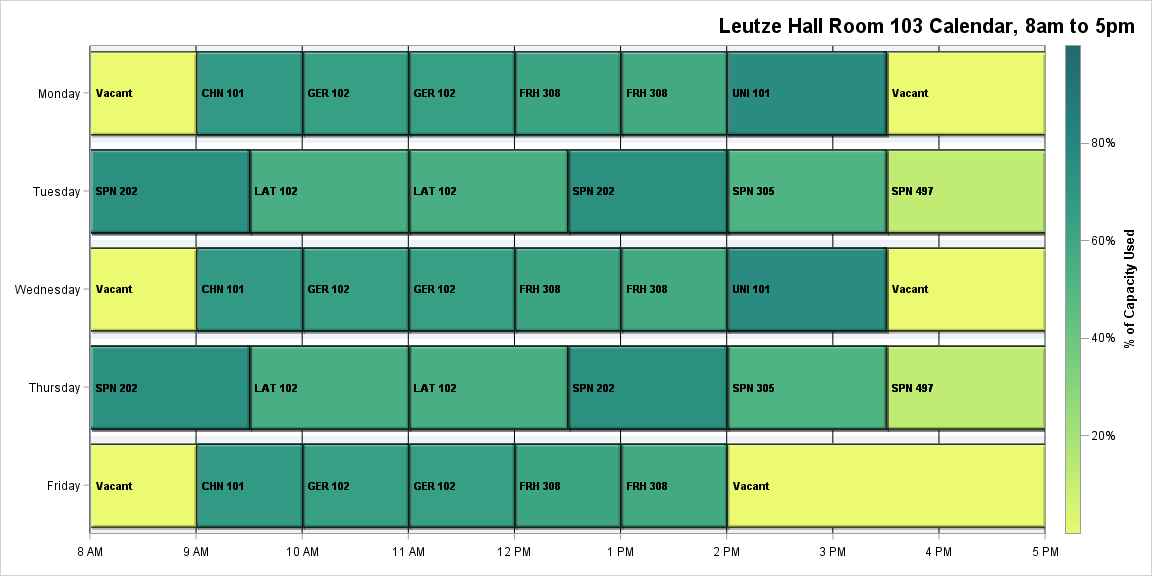 Leutze Hall Room 103 Calendar, 8am to 5pm
Monday
Vacant
CHN 101
GER 102
GER 102
FRH 308
FRH 308
UNI 101
Vacant
Tuesday
SPN 202
LAT 102
LAT 102
SPN 202
SPN 305
SPN 497
Wednesday
Vacant
CHN 101
GER 102
GER 102
FRH 308
FRH 308
UNI 101
Vacant
Thursday
SPN 202
LAT 102
LAT 102
SPN 202
SPN 305
SPN 497
Friday
Vacant
CHN 101
GER 102
GER 102
FRH 308
FRH 308
Vacant
8 AM
9 AM
10 AM
11 AM
12 PM
1 PM
2 PM
3 PM
4 PM
5 PM
80%
60%
40%
20%
% of Capacity Used